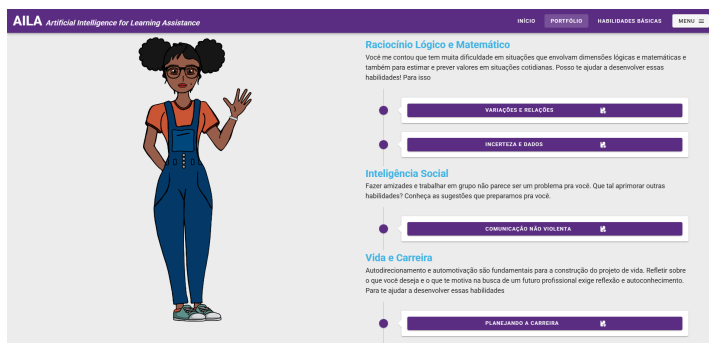 AILA Artificial Intelligence for Learning Assistance
INÍCIO PORTFÓLIO HABILIDADES BÁSICAS MENU
Raciocínio Lógico e Matemático
Você me contou que tem muita dificuldade em situações que envolvam dimensões lógicas e matemáticas e
também para estimar e prever valores em situações cotidianas. Posso te ajudar a desenvolver essas
habilidades! Para isso
VARIAÇÕES E RELAÇÕES
INCERTEZA E DADOS
Inteligência Social
Fazer amizades e trabalhar em grupo não parece ser um problema pra você. Que tal aprimorar outras
habilidades? Conheça as sugestões que preparamos pra você.
COMUNICAÇÃO NÃO VIOLENTA
Vida e Carreira
Autodirecionamento e automotivação são fundamentais para a construção do projeto de vida. Refletir sobre
o que você deseja e o que te motiva na busca de um futuro profissional exige reflexão e autoconhecimento.
Para te ajudar a desenvolver essas habilidades
PLANEJANDO A CARREIRA